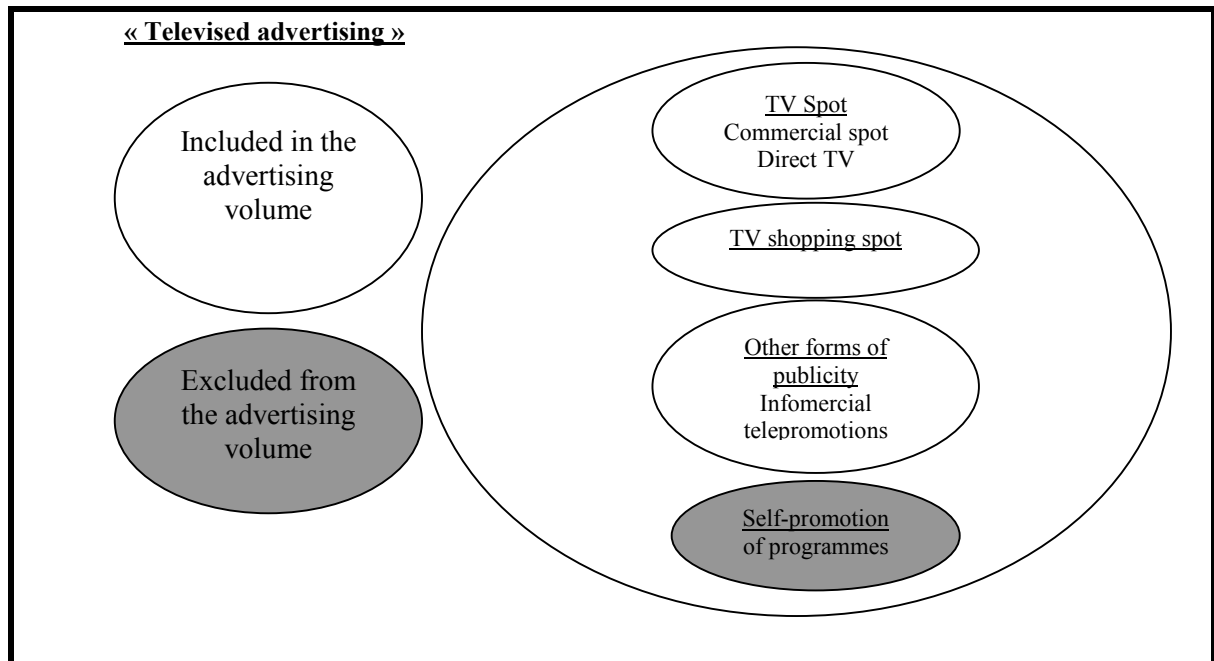 « Televised advertising »
Included in the
advertising
volume
Excluded from
the advertising
volume
TV Spot
Commercial spot
Direct TV
TV shopping spot
Other forms of
publicity
Infomercial
telepromotions
Self-promotion
of programmes